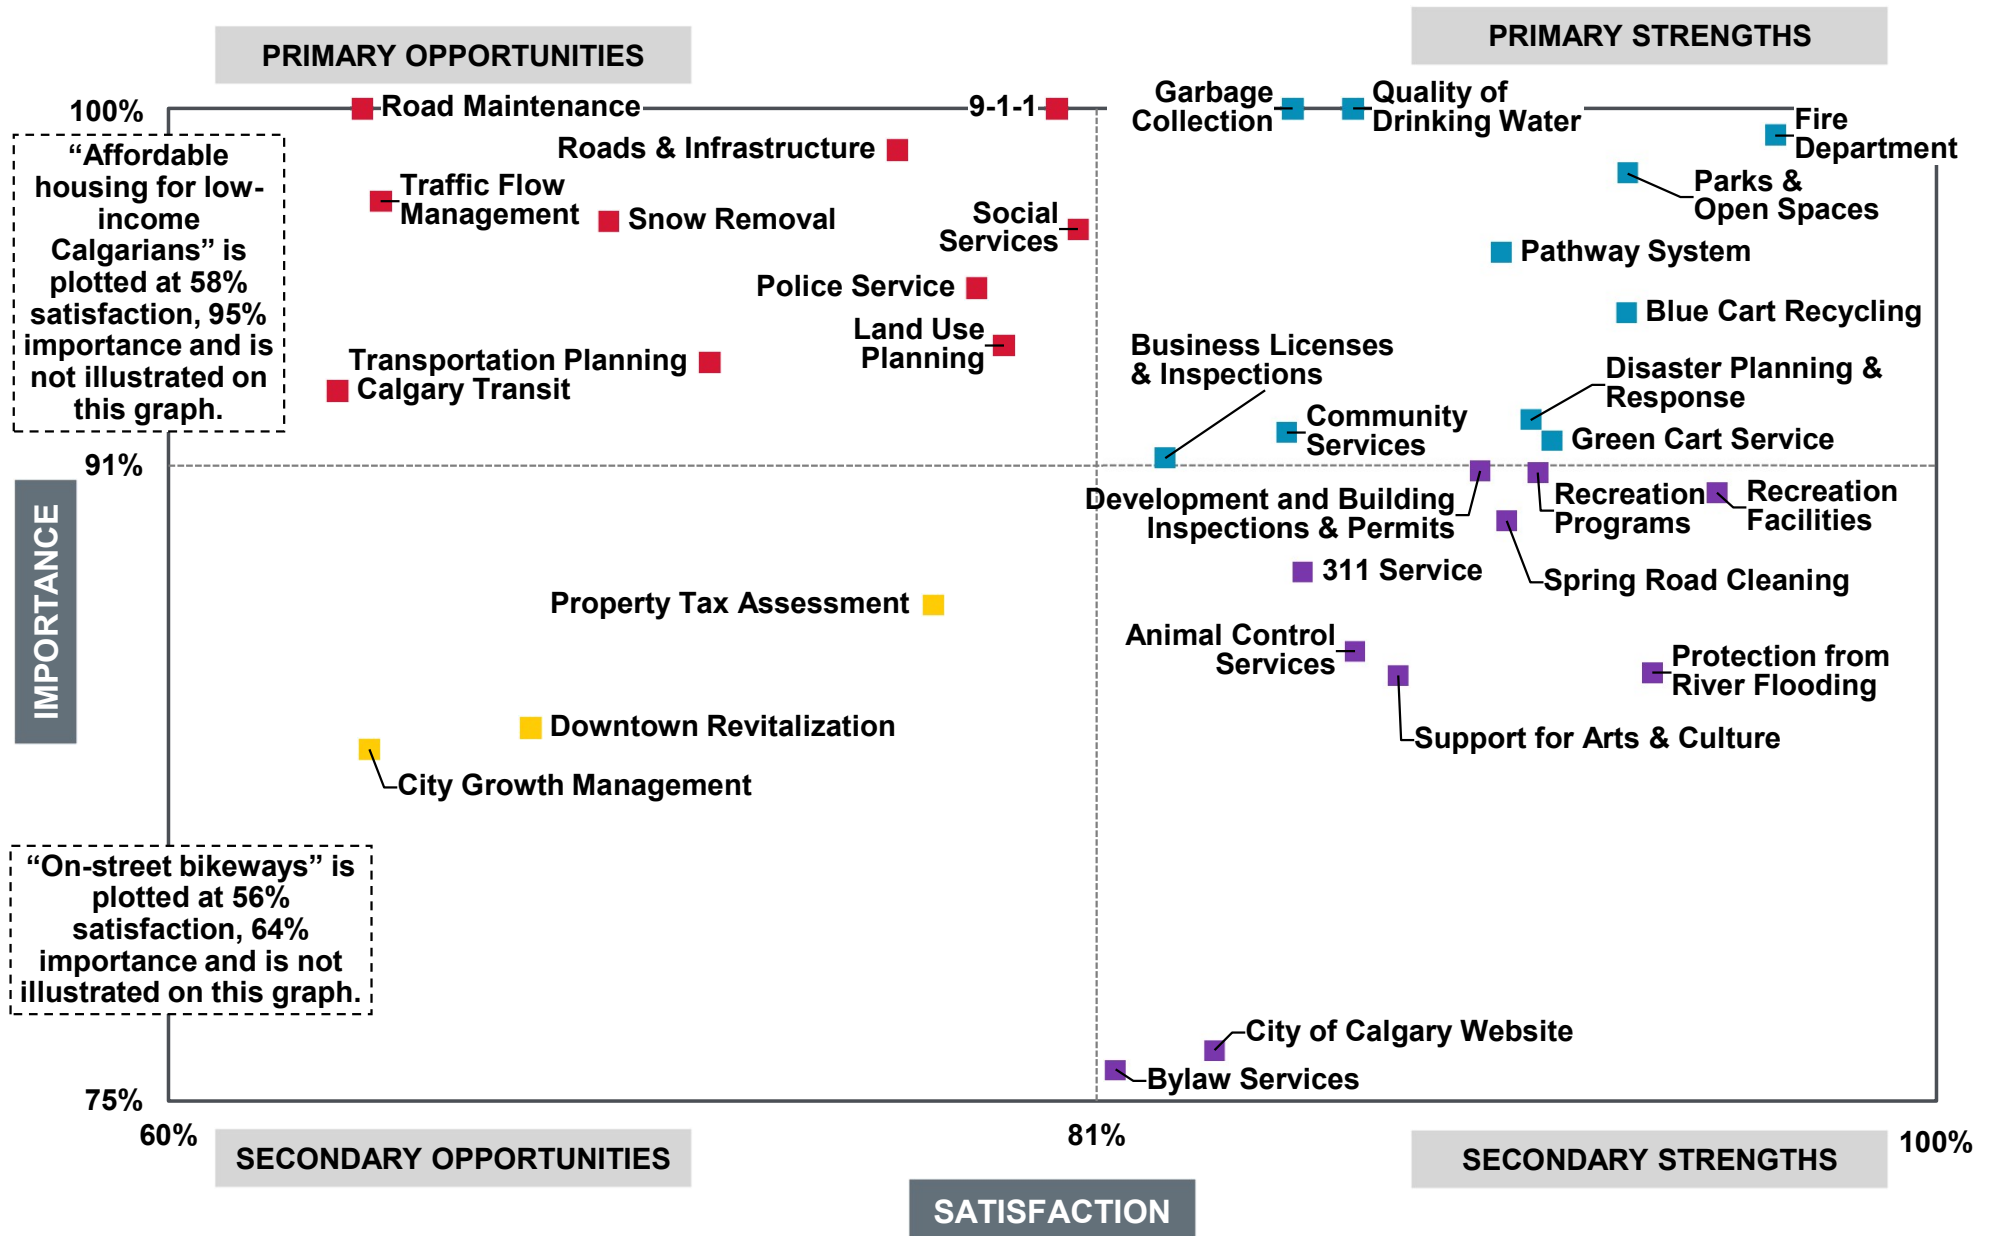 PRIMARY OPPORTUNITIES
PRIMARY STRENGTHS
100%
Road Maintenance
9-1-1
Garbage
Collection
Quality of
Drinking Water
Fire
Department
“Affordable
housing for low-
income
Calgarians” is
plotted at 58%
satisfaction, 95%
importance and is
not illustrated on
this graph.
Roads & Infrastructure
Traffic Flow
Management
Snow Removal
Social
Services
Parks &
Open Spaces
Pathway System
Police Service
Land Use
Planning
Blue Cart Recycling
Transportation Planning
Calgary Transit
Business Licenses
& Inspections
Disaster Planning &
Response
Community
Services
Green Cart Service
91%
Development and Building
Inspections & Permits
Recreation
Programs
Recreation
Facilities
IMPORTANCE
311 Service
Spring Road Cleaning
Property Tax Assessment
Animal Control
Services
Protection from
River Flooding
Downtown Revitalization
Support for Arts & Culture
City Growth Management
“On-street bikeways” is
plotted at 56%
satisfaction, 64%
importance and is not
illustrated on this graph.
City of Calgary Website
Bylaw Services
75%
60%
81%
100%
SECONDARY OPPORTUNITIES
SECONDARY STRENGTHS
SATISFACTION